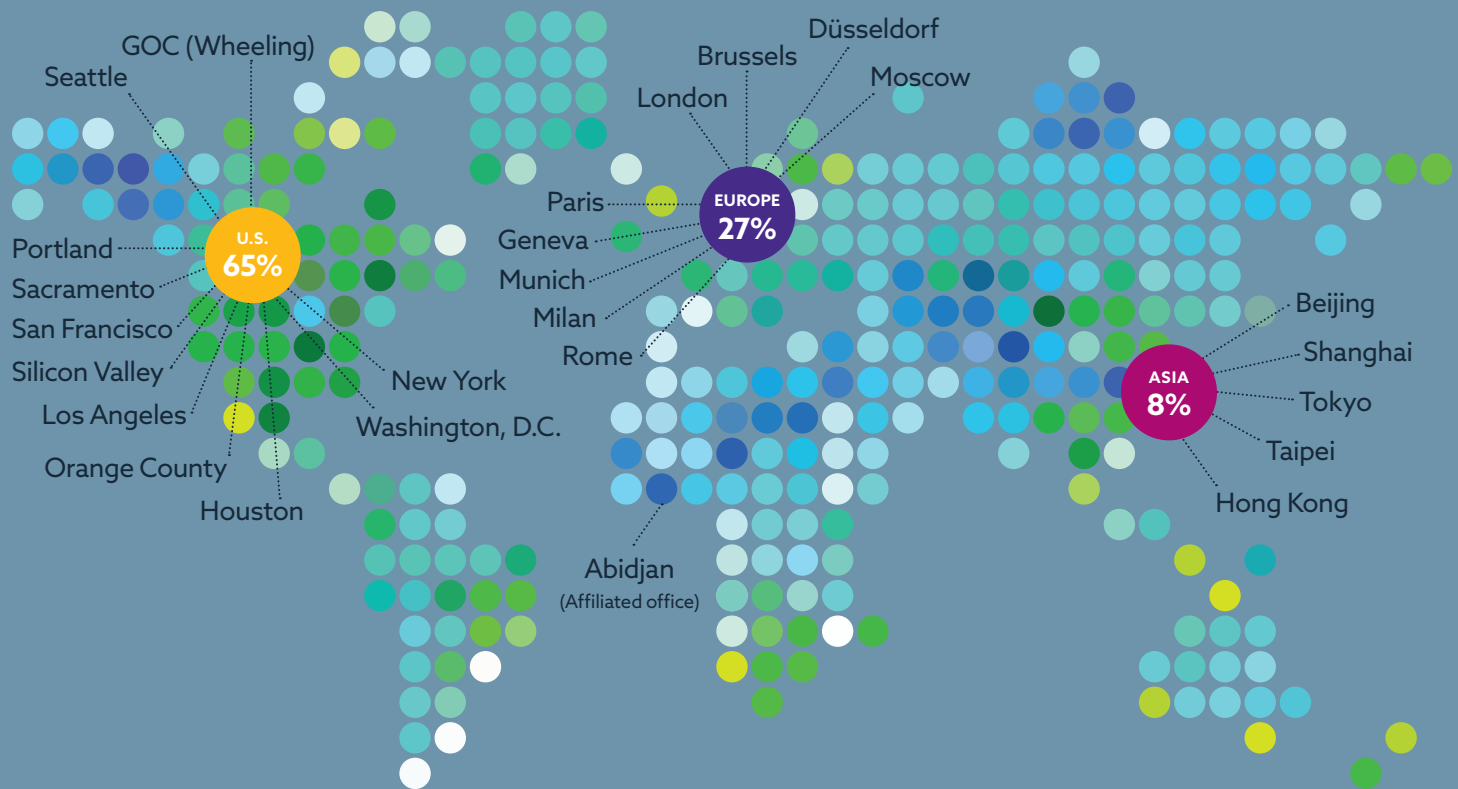 GOC (Wheeling)
Seattle
U.S.
65%
Portland
Sacramento
San Francisco
Silicon Valley
Los Angeles
Orange County
Houston
New York
Washington, D.C.
Düsseldorf
Brussels
Moscow
London
EUROPE
27%
Paris
Geneva
Munich
Milan
Rome
Abidjan
(Affiliated office)
ASIA
8%
Beijing
Shanghai
Tokyo
Taipei
Hong Kong